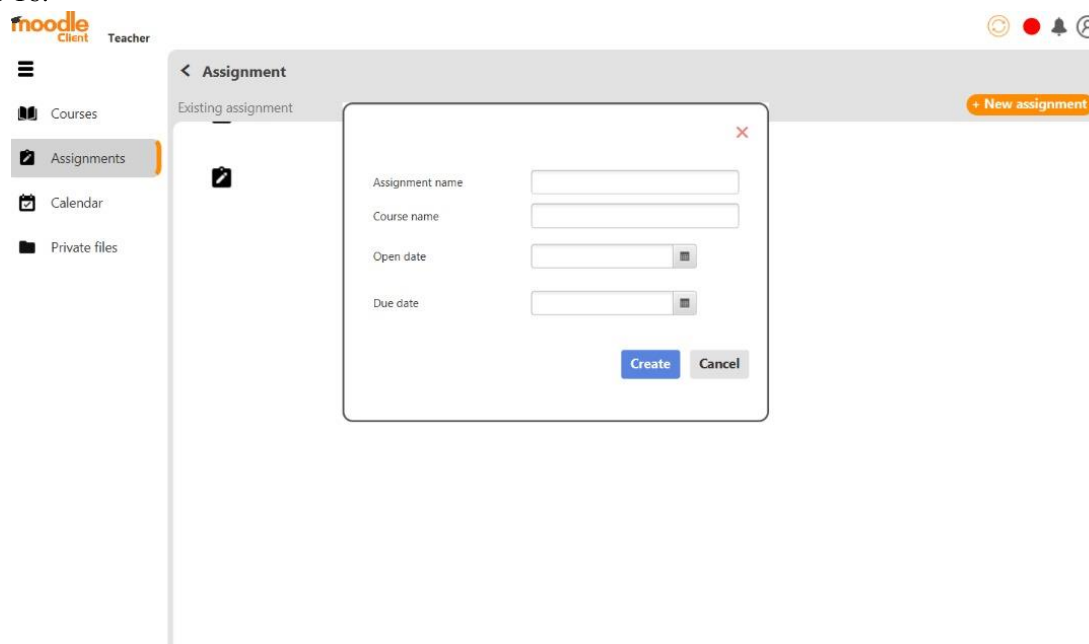 moodle
Client Teacher
Assignment
Courses
Existing assignment
+ New assignment
Assignments
Assignment name
Calendar
Course name
Private files
Open date
Due date
Create Cancel